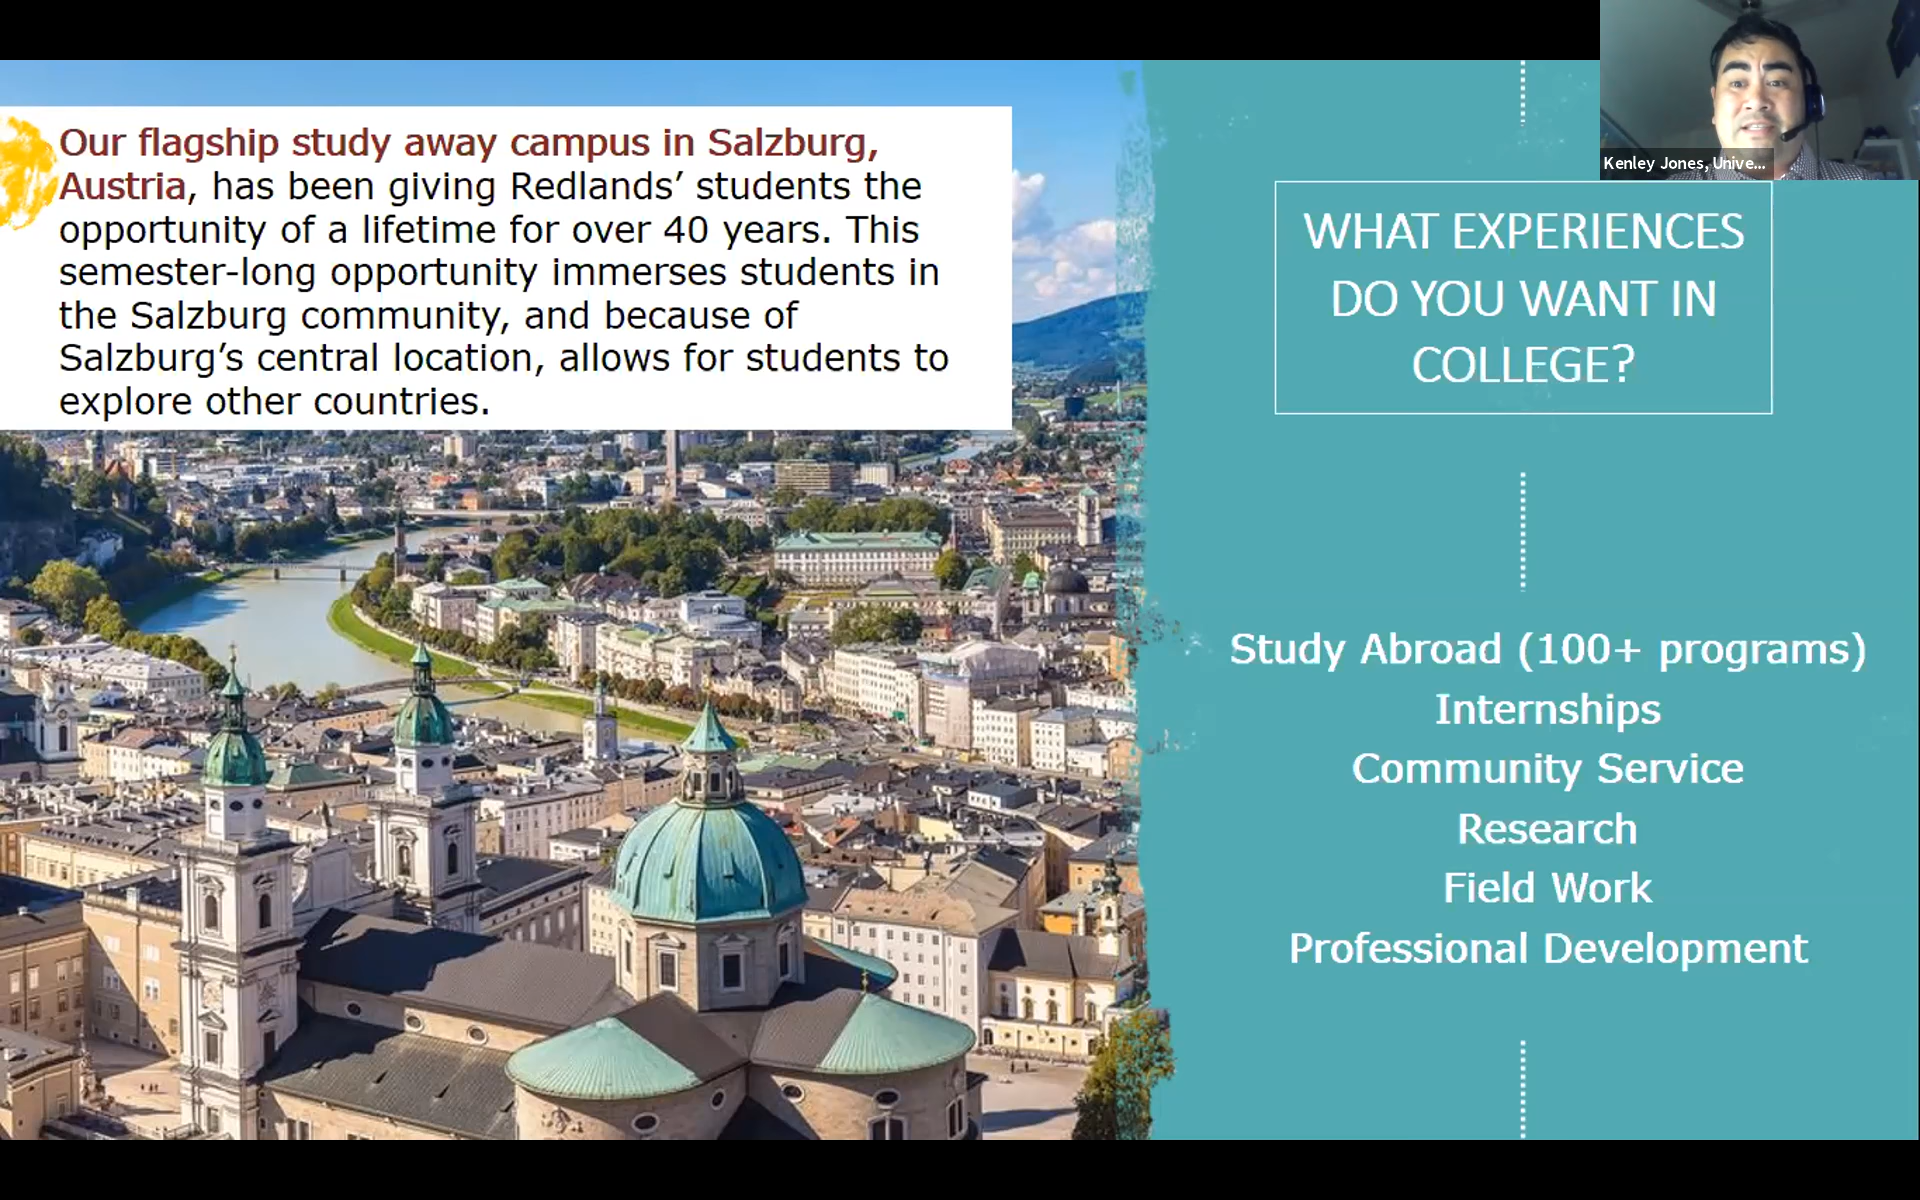 Our flagship study away campus in Salzburg,
Austria, has been giving Redlands’ students the
opportunity of a lifetime for over 40 years. This
semester-long opportunity immerses students in
the Salzburg community, and because of
Salzburg’s central location, allows for students to
explore other countries.
Kenley Jones, Unive...
WHAT EXPERIENCES
DO YOU WANT IN
COLLEGE?
Study Abroad (100+ programs)
Internships
Community Service
Research
Field Work
Professional Development